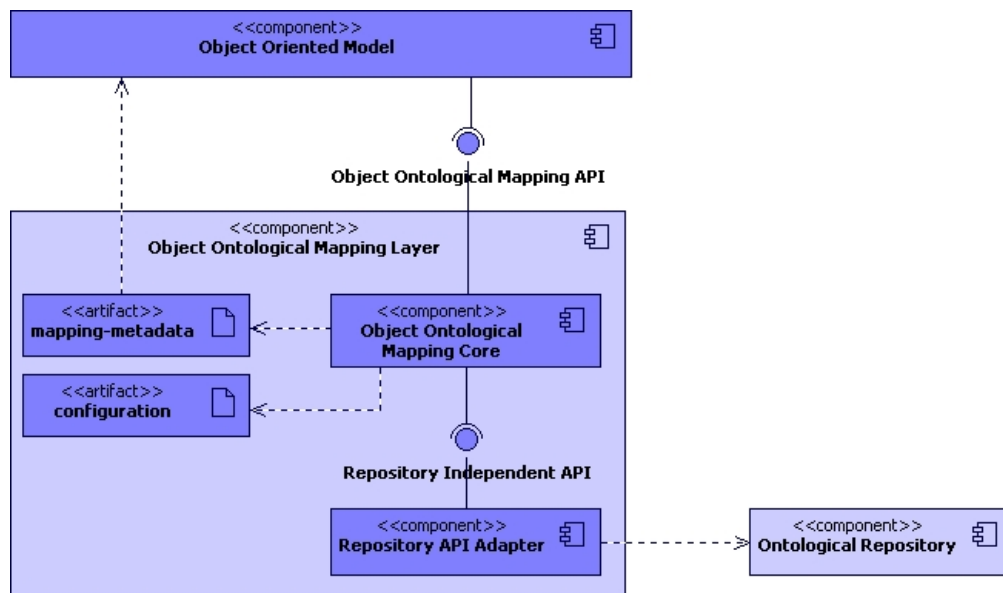 <<component>>
Object Oriented Model
Object Ontological Mapping API
<<component>>
Object Ontological Mapping Layer
<<artifact>>
mapping-metadata
<<component>>
Object Ontological
Mapping Core
<<artifact>>
configuration
Repository Independent API
<<component>>
Repository API Adapter
<<component>>
Ontological Repository